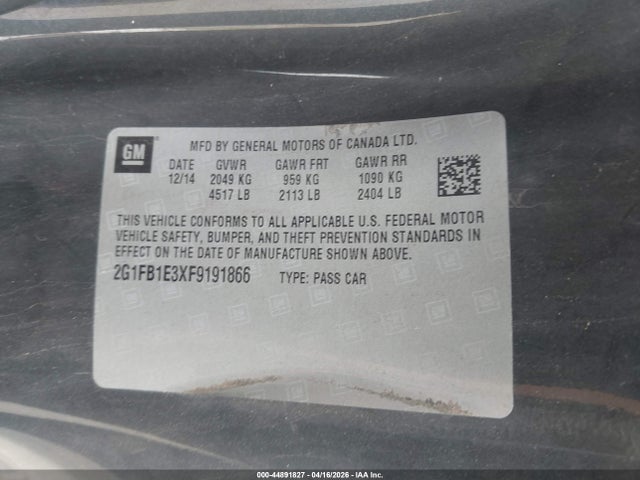 GM
MFD BY GENERAL MOTORS OF CANADA LTD.
DATE GVWR GAWR FRT GAWR RR
12/14 2049 KG 959 KG 1090 KG
4517 LB 2113 LB 2404 LB
THIS VEHICLE CONFORMS TO ALL APPLICABLE U.S. FEDERAL MOTOR
VEHICLE SAFETY, BUMPER, AND THEFT PREVENTION STANDARDS IN
EFFECT ON THE DATE OF MANUFACTURE SHOWN ABOVE.
2G1FB1E3XF9191866 TYPE: PASS CAR
000-44891827 - 04/16/2026 - IAA Inc.